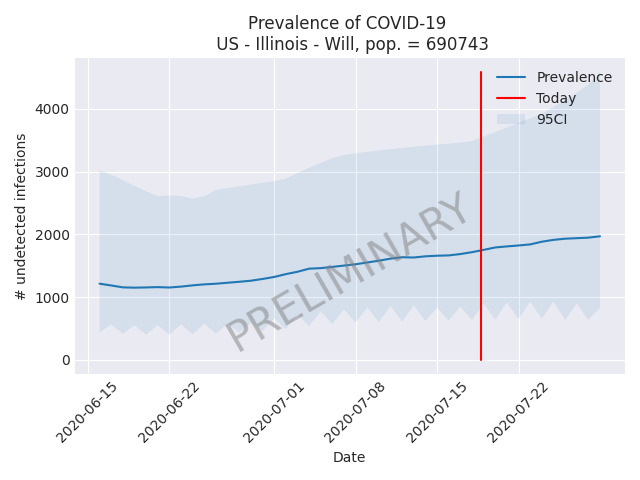 Prevalence of COVID-19
US - Illinois - Will, pop. = 690743
Prevalence
Today
95CI
# undetected infections
4000
3000
2000
1000
0
PRELIMINARY
2020-06-15
2020-06-22
2020-07-01
2020-07-08
2020-07-15
2020-07-22
Date